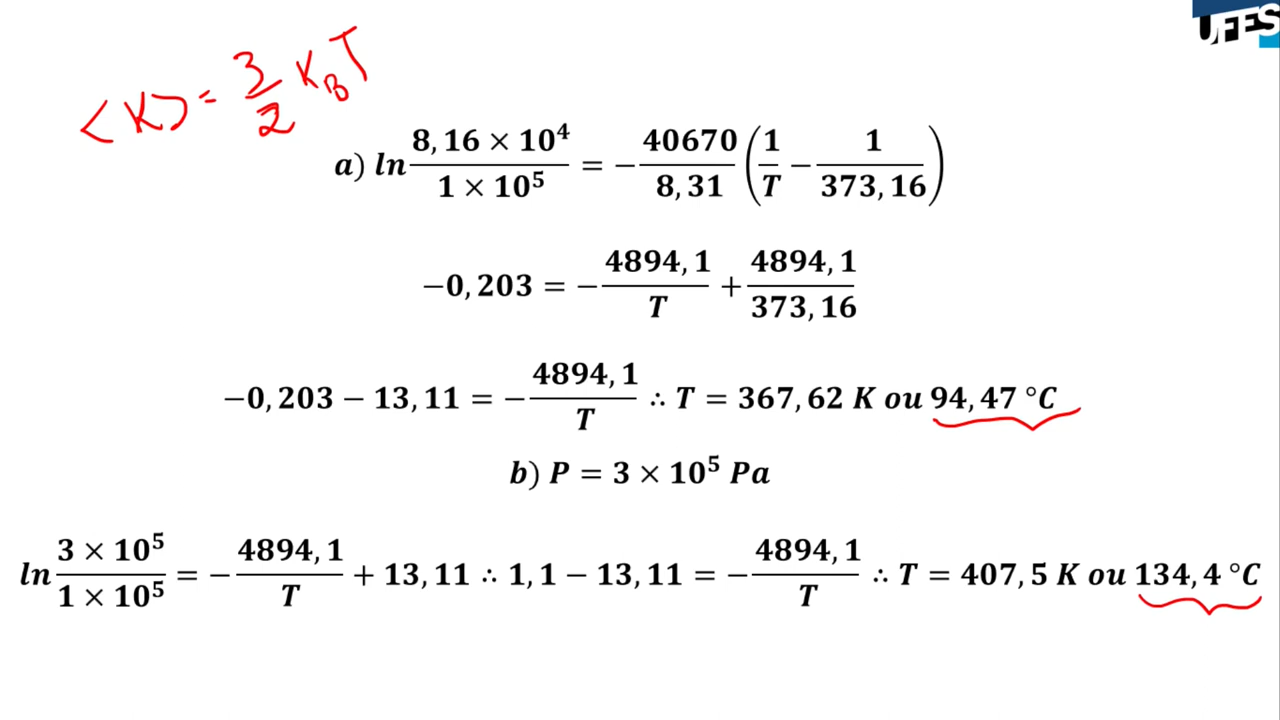 UFES
<K> = 3/2 K_B T
a) ln (8,16 × 10⁴)/(1 × 10⁵) = −(40670/8,31) (1/T − 1/373,16)
−0,203 = −4894,1/T + 4894,1/373,16
−0,203 − 13,11 = −4894,1/T ∴ T = 367,62 K ou 94,47 °C
b) P = 3 × 10⁵ Pa
ln (3 × 10⁵)/(1 × 10⁵) = −4894,1/T + 13,11 ∴ 1,1 − 13,11 = −4894,1/T ∴ T = 407,5 K ou 134,4 °C